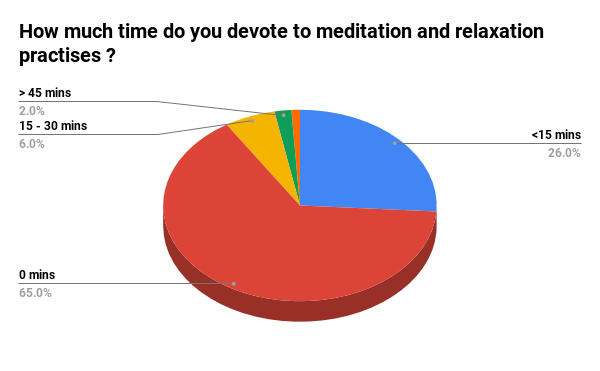 How much time do you devote to meditation and relaxation
practises ?
> 45 mins
2.0%
15 - 30 mins
6.0%
<15 mins
26.0%
0 mins
65.0%